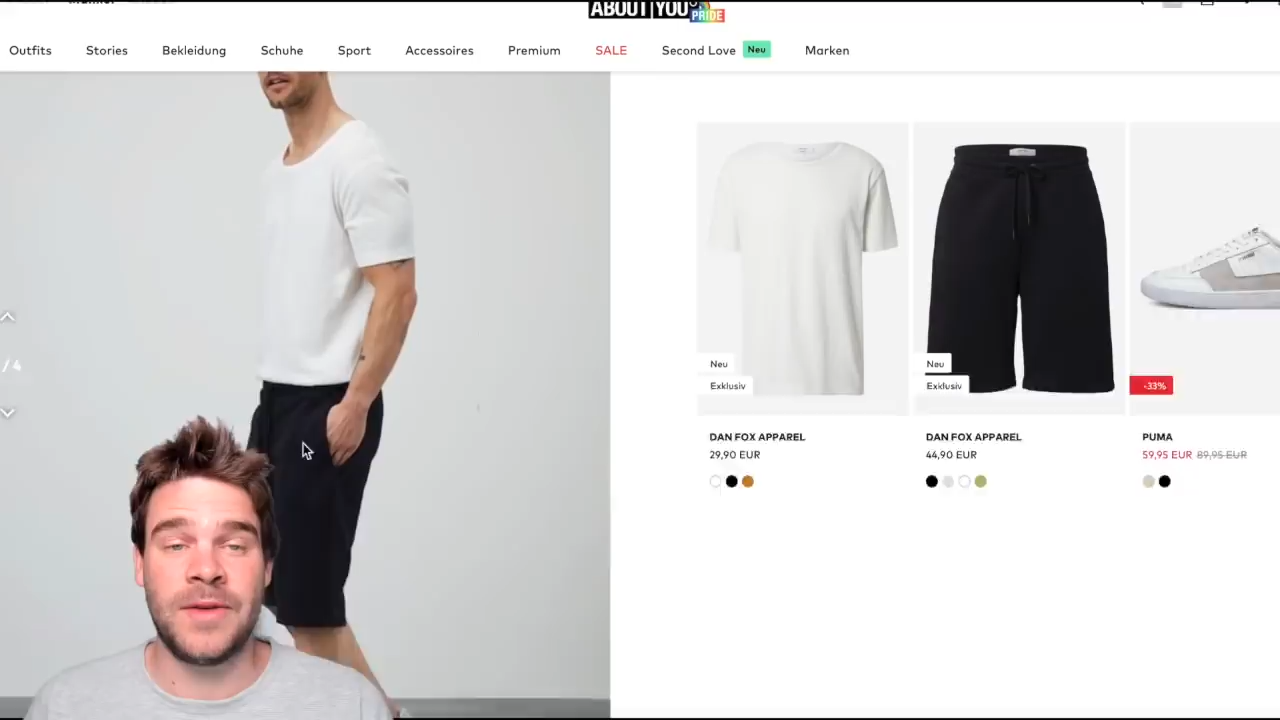 ABOUT YOU
PRIDE
Outfits
Stories
Bekleidung
Schuhe
Sport
Accessoires
Premium
SALE
Second Love
Neu
Marken
/ 4
Neu
Exklusiv
Neu
Exklusiv
-33%
DAN FOX APPAREL
29,90 EUR
DAN FOX APPAREL
44,90 EUR
PUMA
59,95 EUR 89,95 EUR